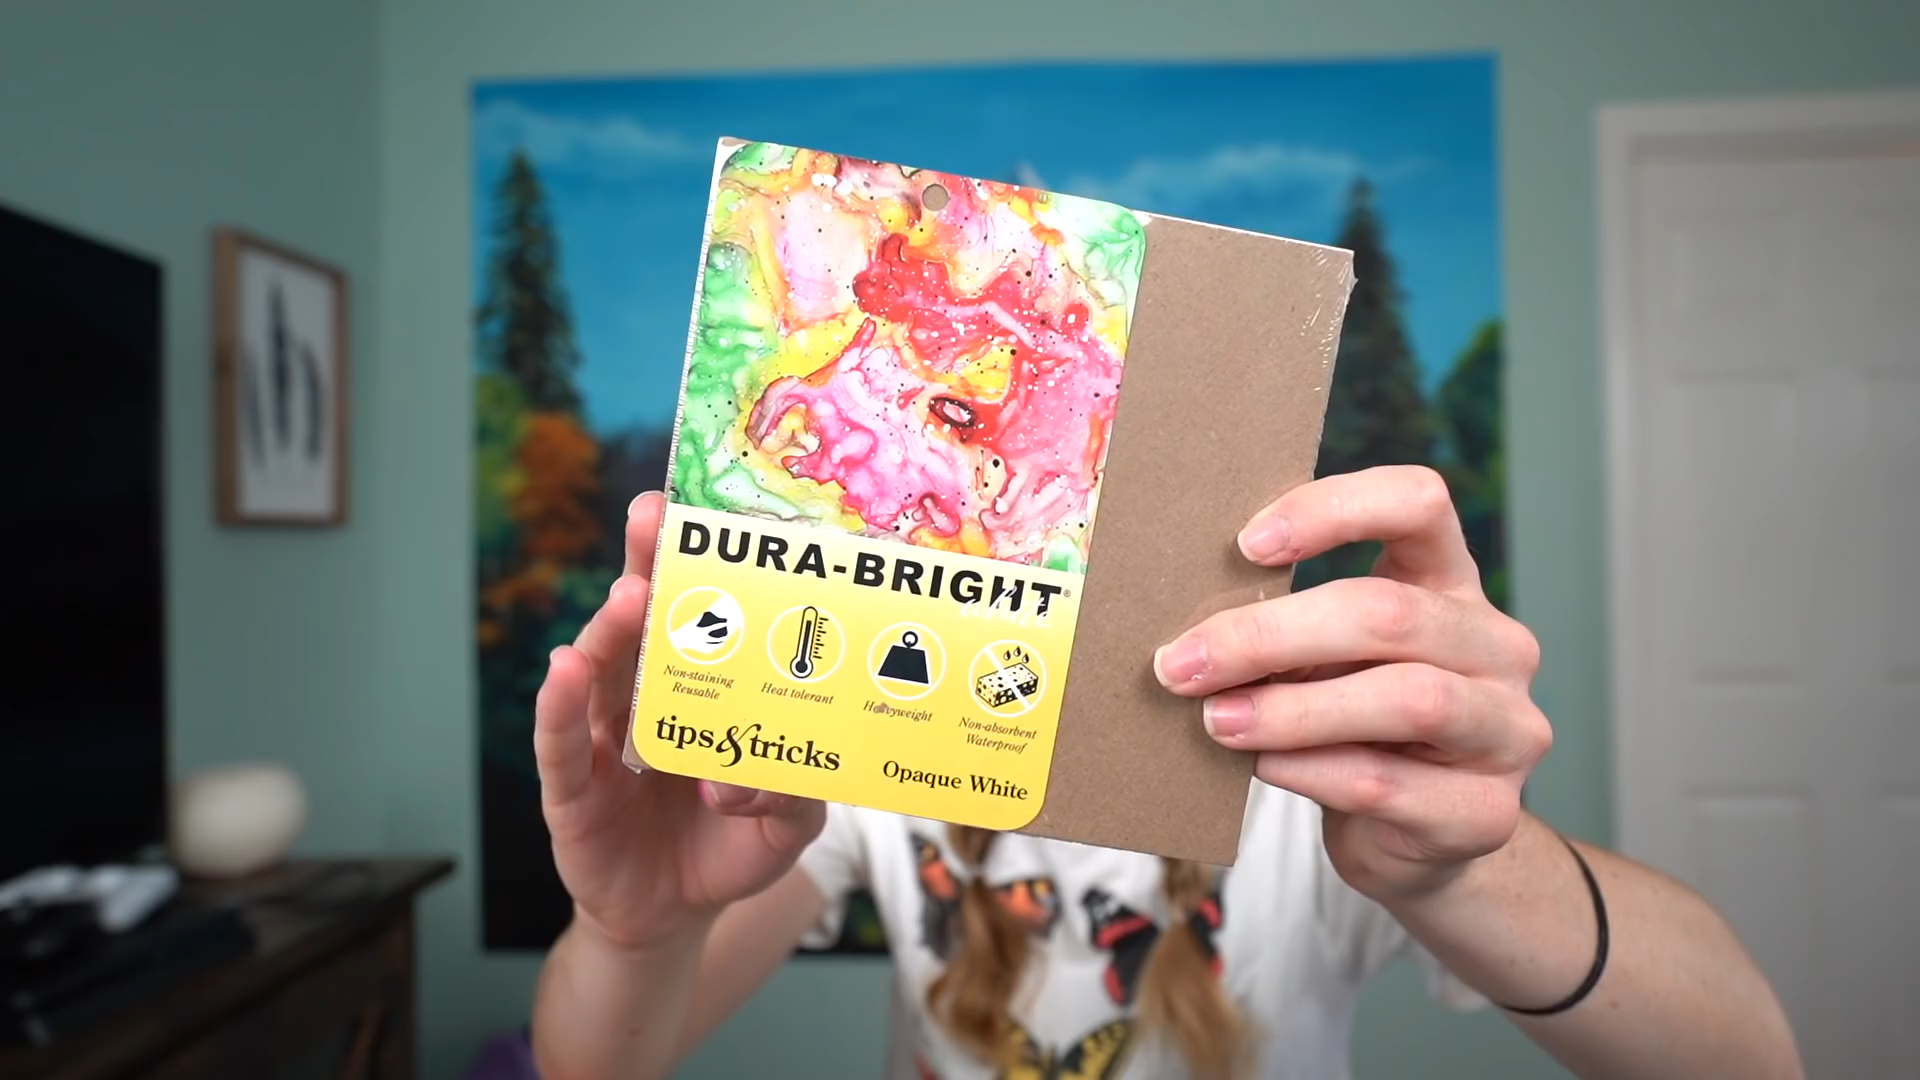 DURA-BRIGHT®
Non-staining
Reusable
Heat tolerant
Heavyweight
Non-absorbent
Waterproof
tips&tricks
Opaque White